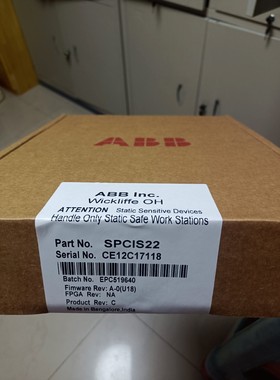 ABB
ABB Inc.
Wickliffe OH
ATTENTION Static Sensitive Devices
Handle Only Static Safe Work Stations
Part No. SPCIS22
Serial No. CE12C17118
Batch No. EPC519640
Firmware Rev: A-0(U18)
FPGA Rev: NA
Product Rev: C
Made in Bengalore,India